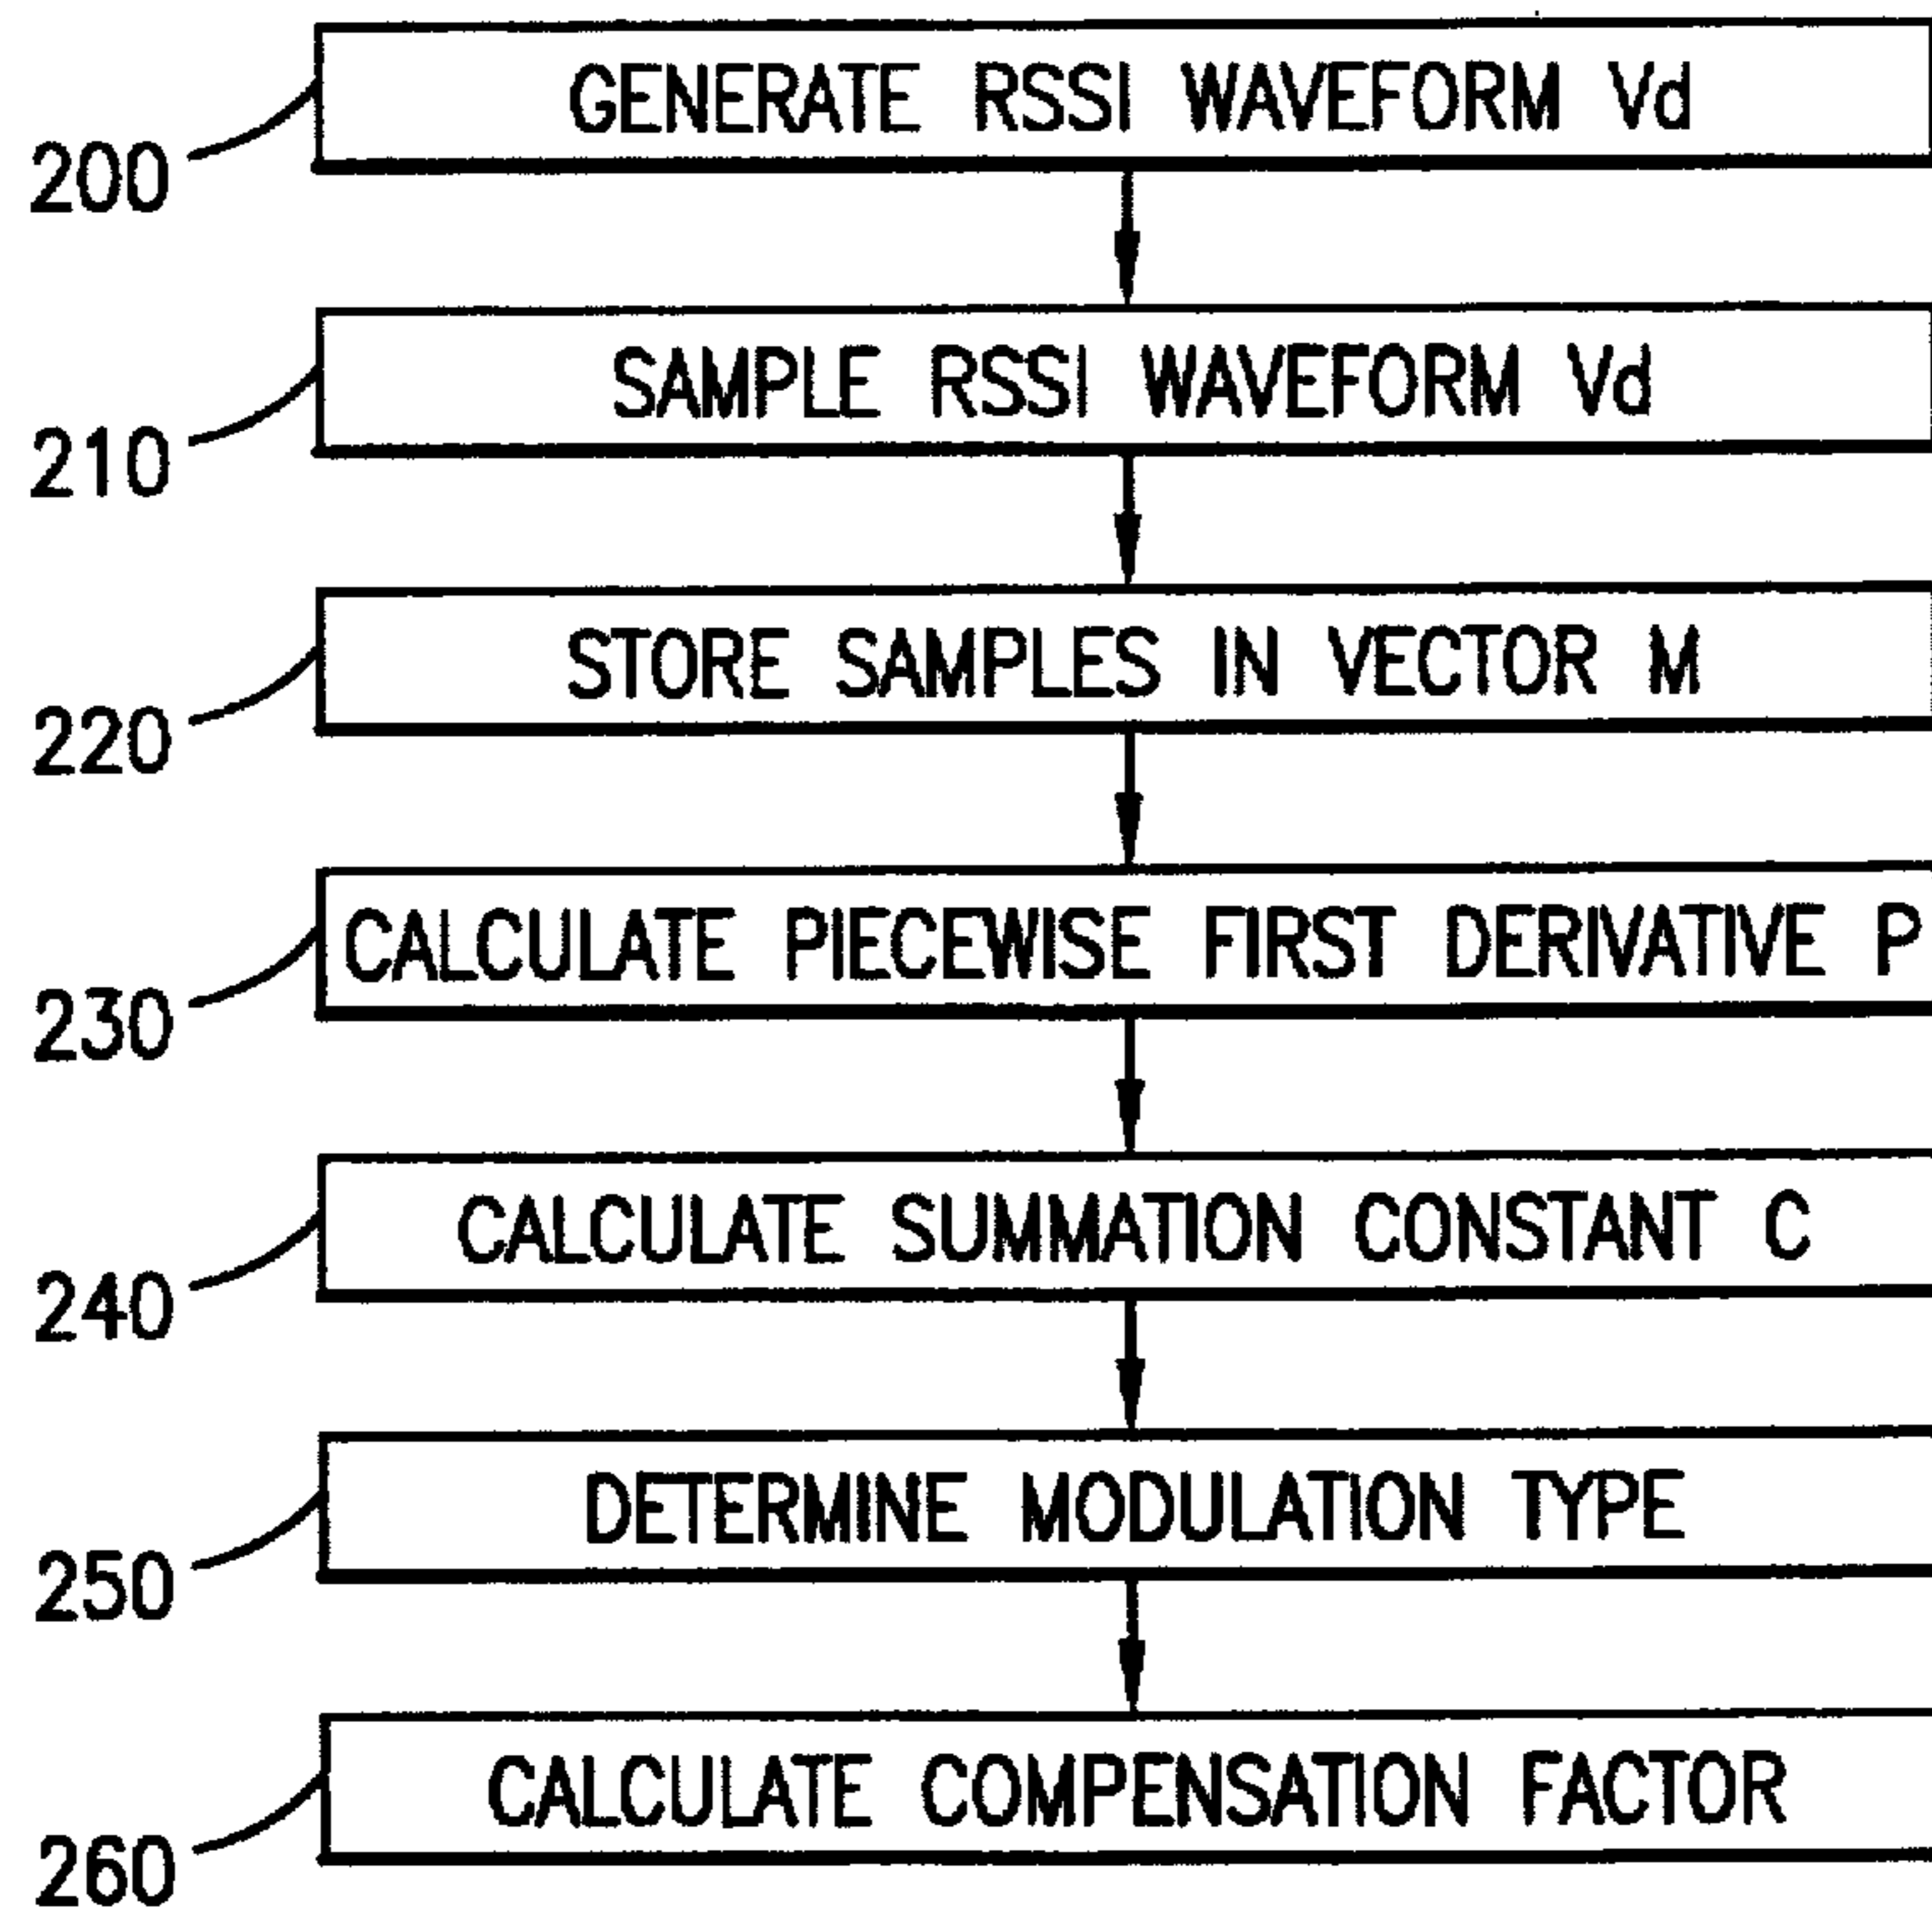 GENERATE RSSI WAVEFORM Vd
200
SAMPLE RSSI WAVEFORM Vd
210
STORE SAMPLES IN VECTOR M
220
CALCULATE PIECEWISE FIRST DERIVATIVE P
230
CALCULATE SUMMATION CONSTANT C
240
DETERMINE MODULATION TYPE
250
CALCULATE COMPENSATION FACTOR
260